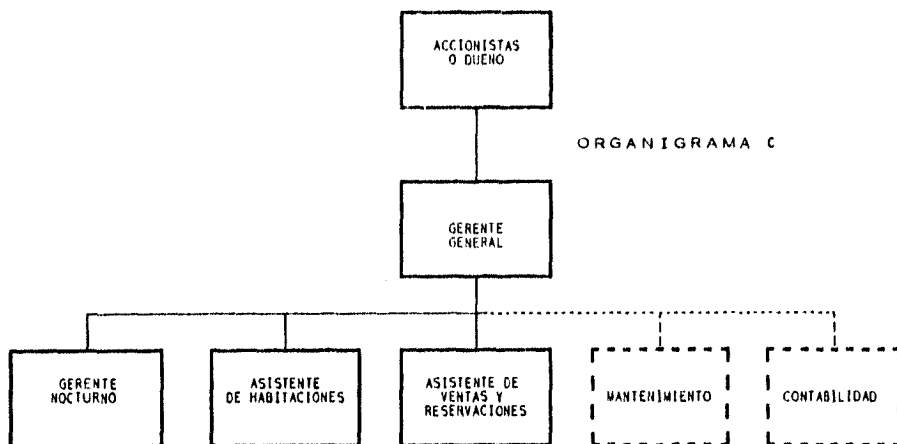 ACCIONISTAS
O DUENO
ORGANIGRAMA C
GERENTE
GENERAL
GERENTE
NOCTURNO
ASISTENTE
DE HABITACIONES
ASISTENTE DE
VENTAS Y
RESERVACIONES
MANTENIMIENTO
CONTABILIDAD